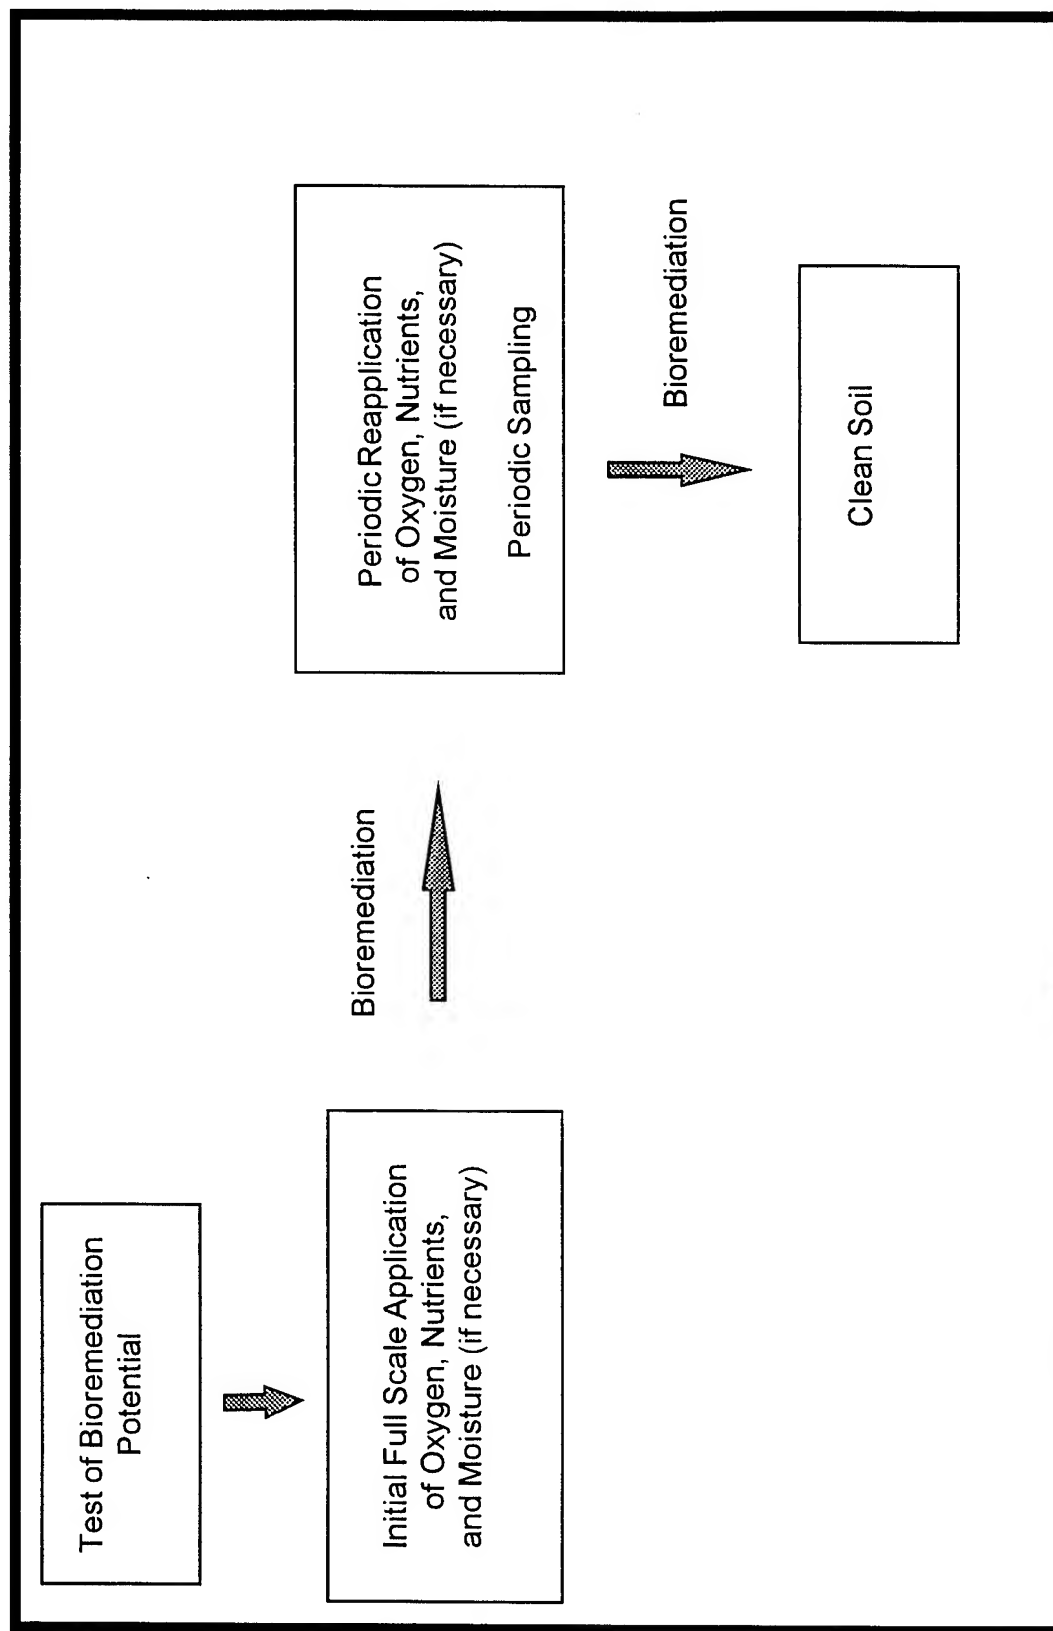 Test of Bioremediation
Potential
Initial Full Scale Application
of Oxygen, Nutrients,
and Moisture (if necessary)
Bioremediation
Periodic Reapplication
of Oxygen, Nutrients,
and Moisture (if necessary)
Periodic Sampling
Bioremediation
Clean Soil